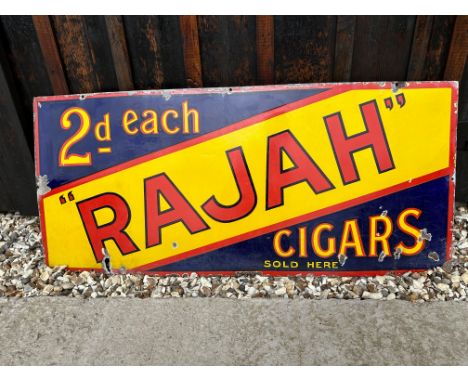 2d each
"RAJAH"
CIGARS
SOLD HERE